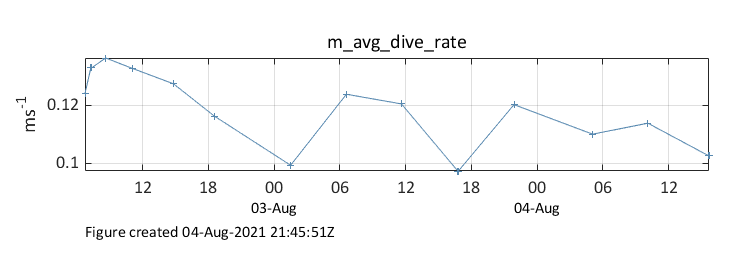 m_avg_dive_rate
ms-1
0.12
0.1
12 18 00 06 12 18 00 06 12
03-Aug 04-Aug
Figure created 04-Aug-2021 21:45:51Z